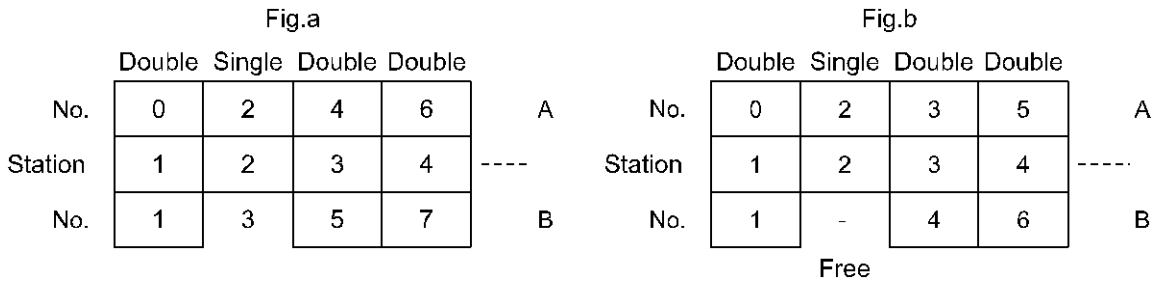 Fig.a Fig.b
Double Single Double Double Double Single Double Double
No. 0 2 4 6 A No. 0 2 3 5 A
Station 1 2 3 4 ---- Station 1 2 3 4 -----
No. 1 3 5 7 B No. 1 - 4 6 B
Free